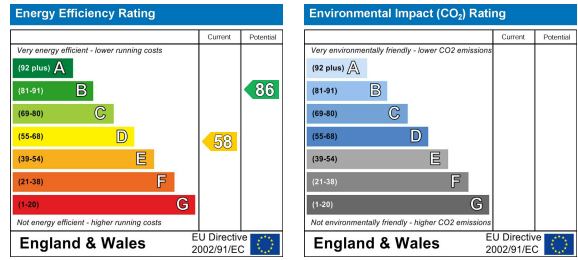 Energy Efficiency Rating
Current Potential
Very energy efficient - lower running costs
(92 plus) A
(81-91) B
(69-80) C
(55-68) D
(39-54) E
(21-38) F
(1-20) G
58
86
Not energy efficient - higher running costs
England & Wales
EU Directive
2002/91/EC
Environmental Impact (CO₂) Rating
Current Potential
Very environmentally friendly - lower CO2 emissions
(92 plus) A
(81-91) B
(69-80) C
(55-68) D
(39-54) E
(21-38) F
(1-20) G
Not environmentally friendly - higher CO2 emissions
England & Wales
EU Directive
2002/91/EC